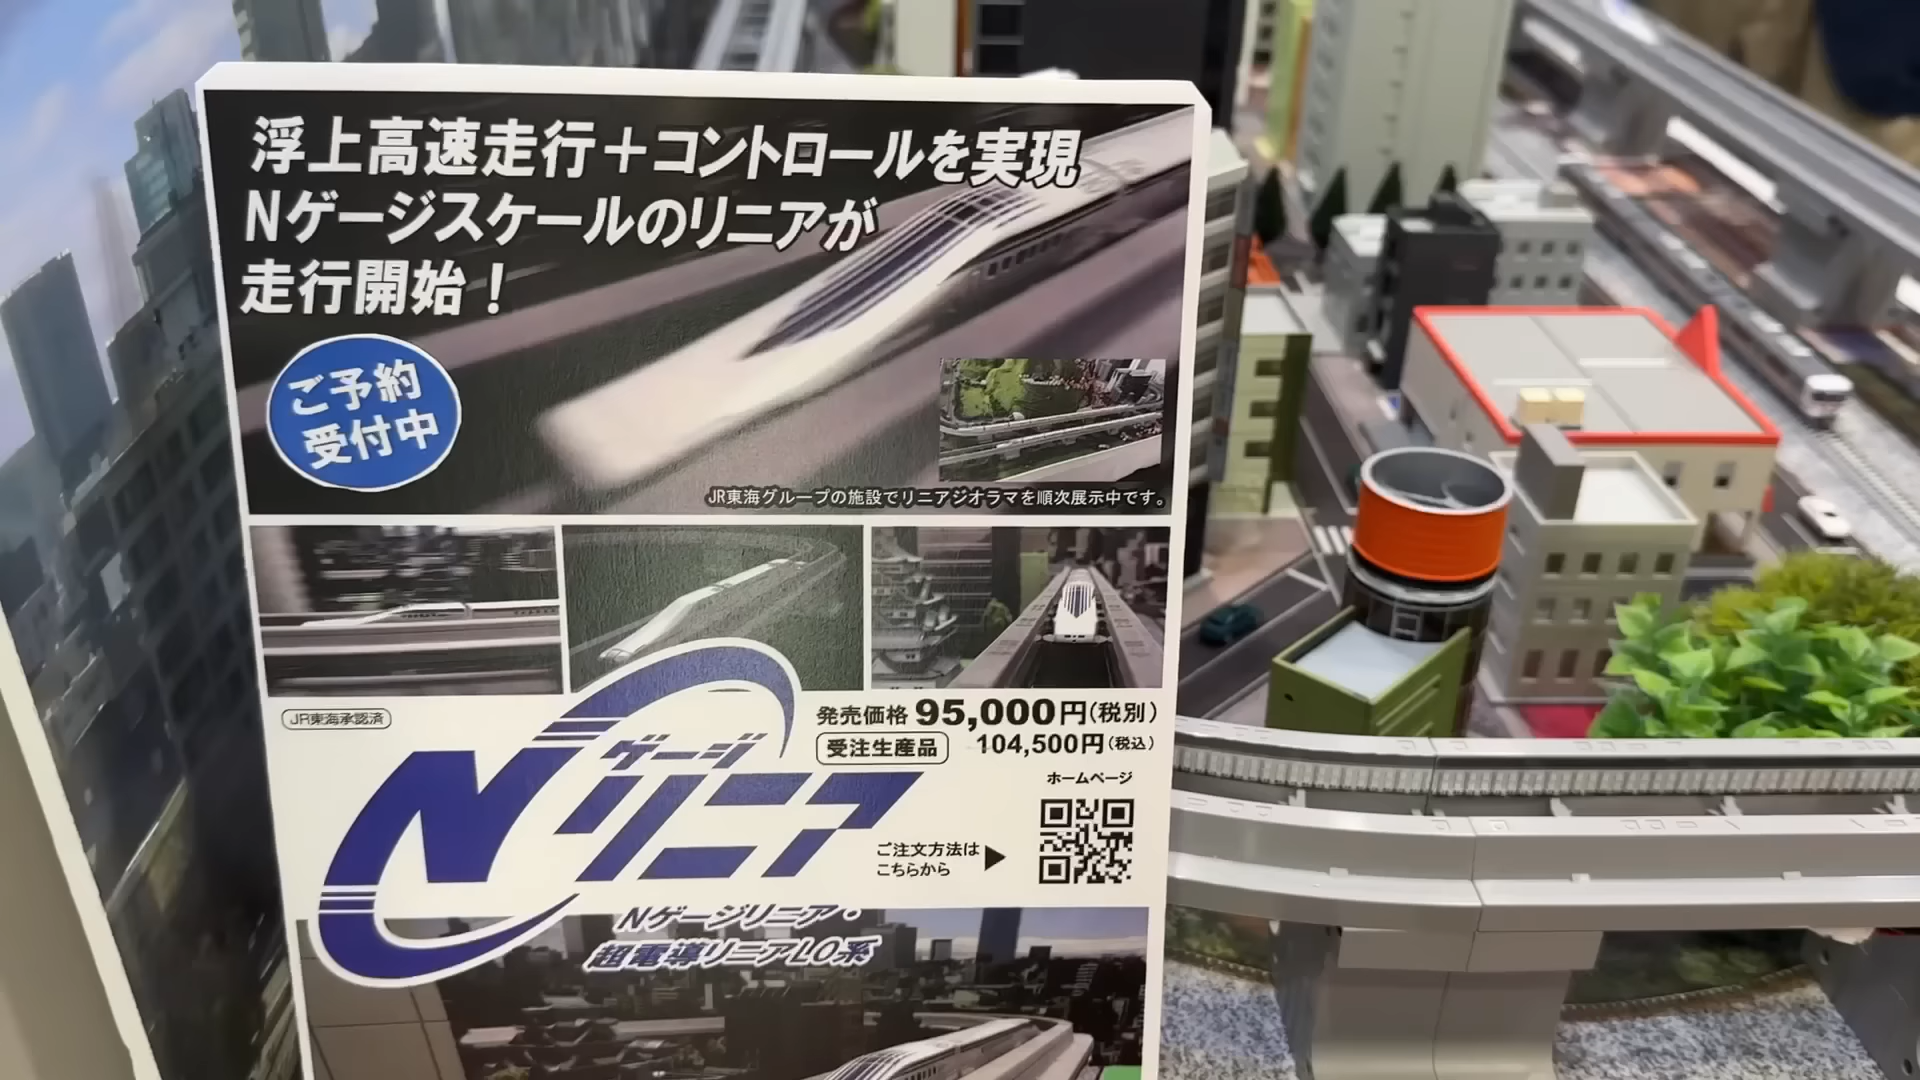 浮上高速走行＋コントロールを実現
Nゲージスケールのリニアが
走行開始！
ご予約
受付中
JR東海グループの施設でリニアジオラマを順次展示中です。
JR東海承認済
発売価格 95,000円(税別)
受注生産品 104,500円(税込)
Nゲージ
リニア
ホームページ
ご注文方法は
こちらから
Nゲージリニア・
超電導リニアL0系